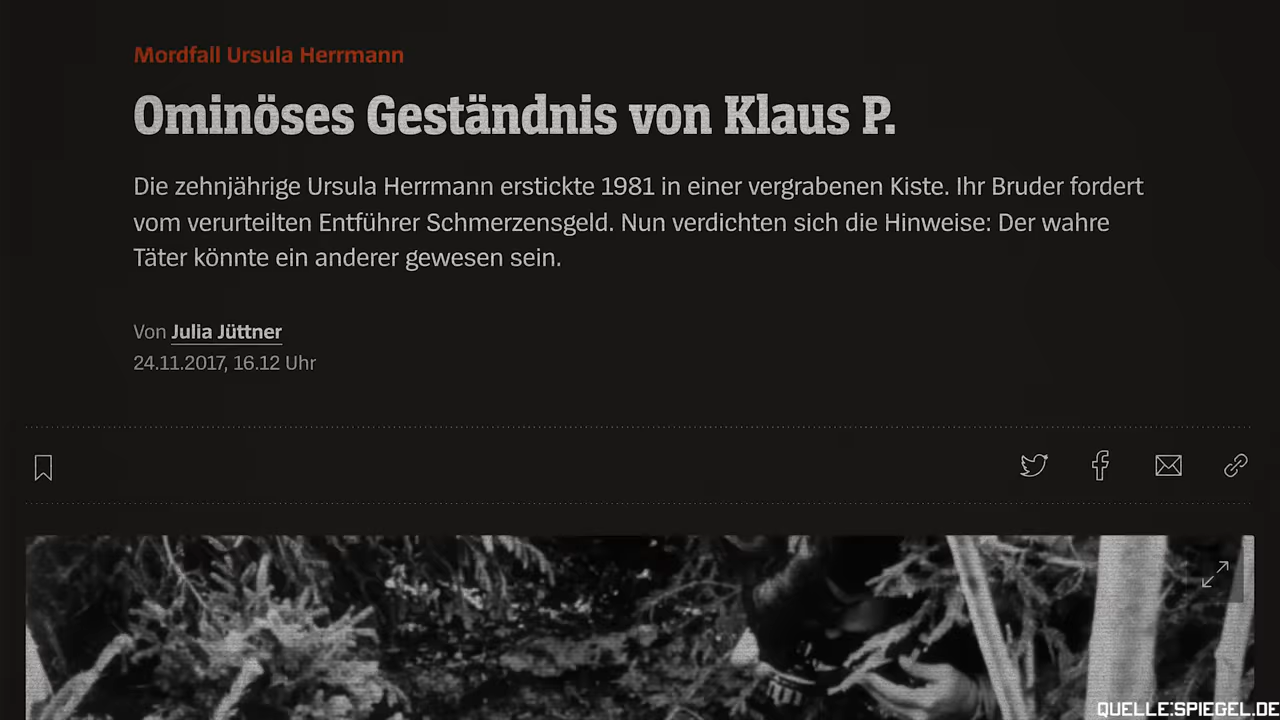 Mordfall Ursula Herrmann
Ominöses Geständnis von Klaus P.
Die zehnjährige Ursula Herrmann erstickte 1981 in einer vergrabenen Kiste. Ihr Bruder fordert
vom verurteilten Entführer Schmerzensgeld. Nun verdichten sich die Hinweise: Der wahre
Täter könnte ein anderer gewesen sein.
Von Julia Jüttner
24.11.2017, 16.12 Uhr
QUELLE:SPIEGEL.DE